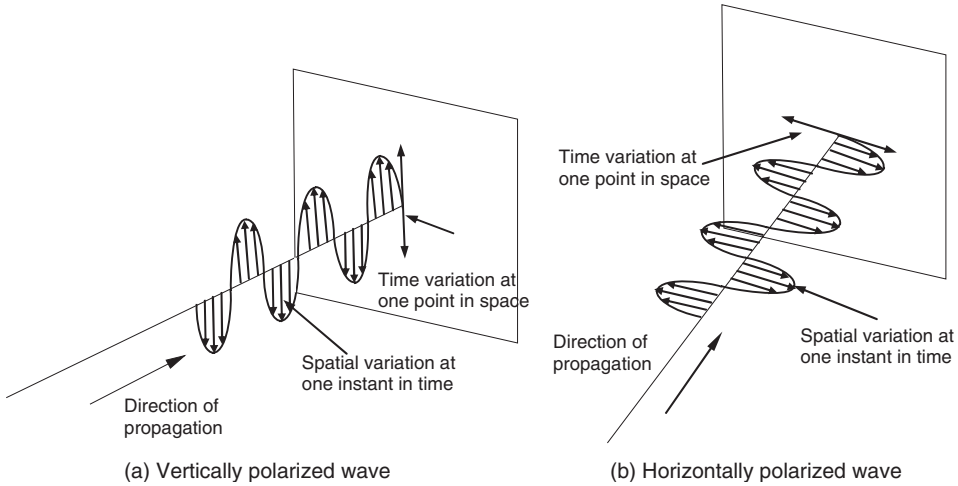 Time variation at
one point in space
Spatial variation at
one instant in time
Direction of
propagation
(a) Vertically polarized wave
Time variation at
one point in space
Direction of
propagation
Spatial variation at
one instant in time
(b) Horizontally polarized wave